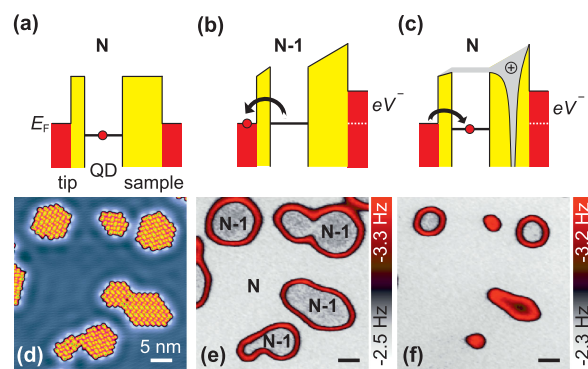 (a) (b) (c)
N N-1 N
eV⁻ eV⁻
E_F
QD
tip sample
N-1 N-1
N
N-1
N-1
(d) 5 nm (e) (f)
-3.3 Hz
-2.5 Hz
-3.2 Hz
-2.3 Hz